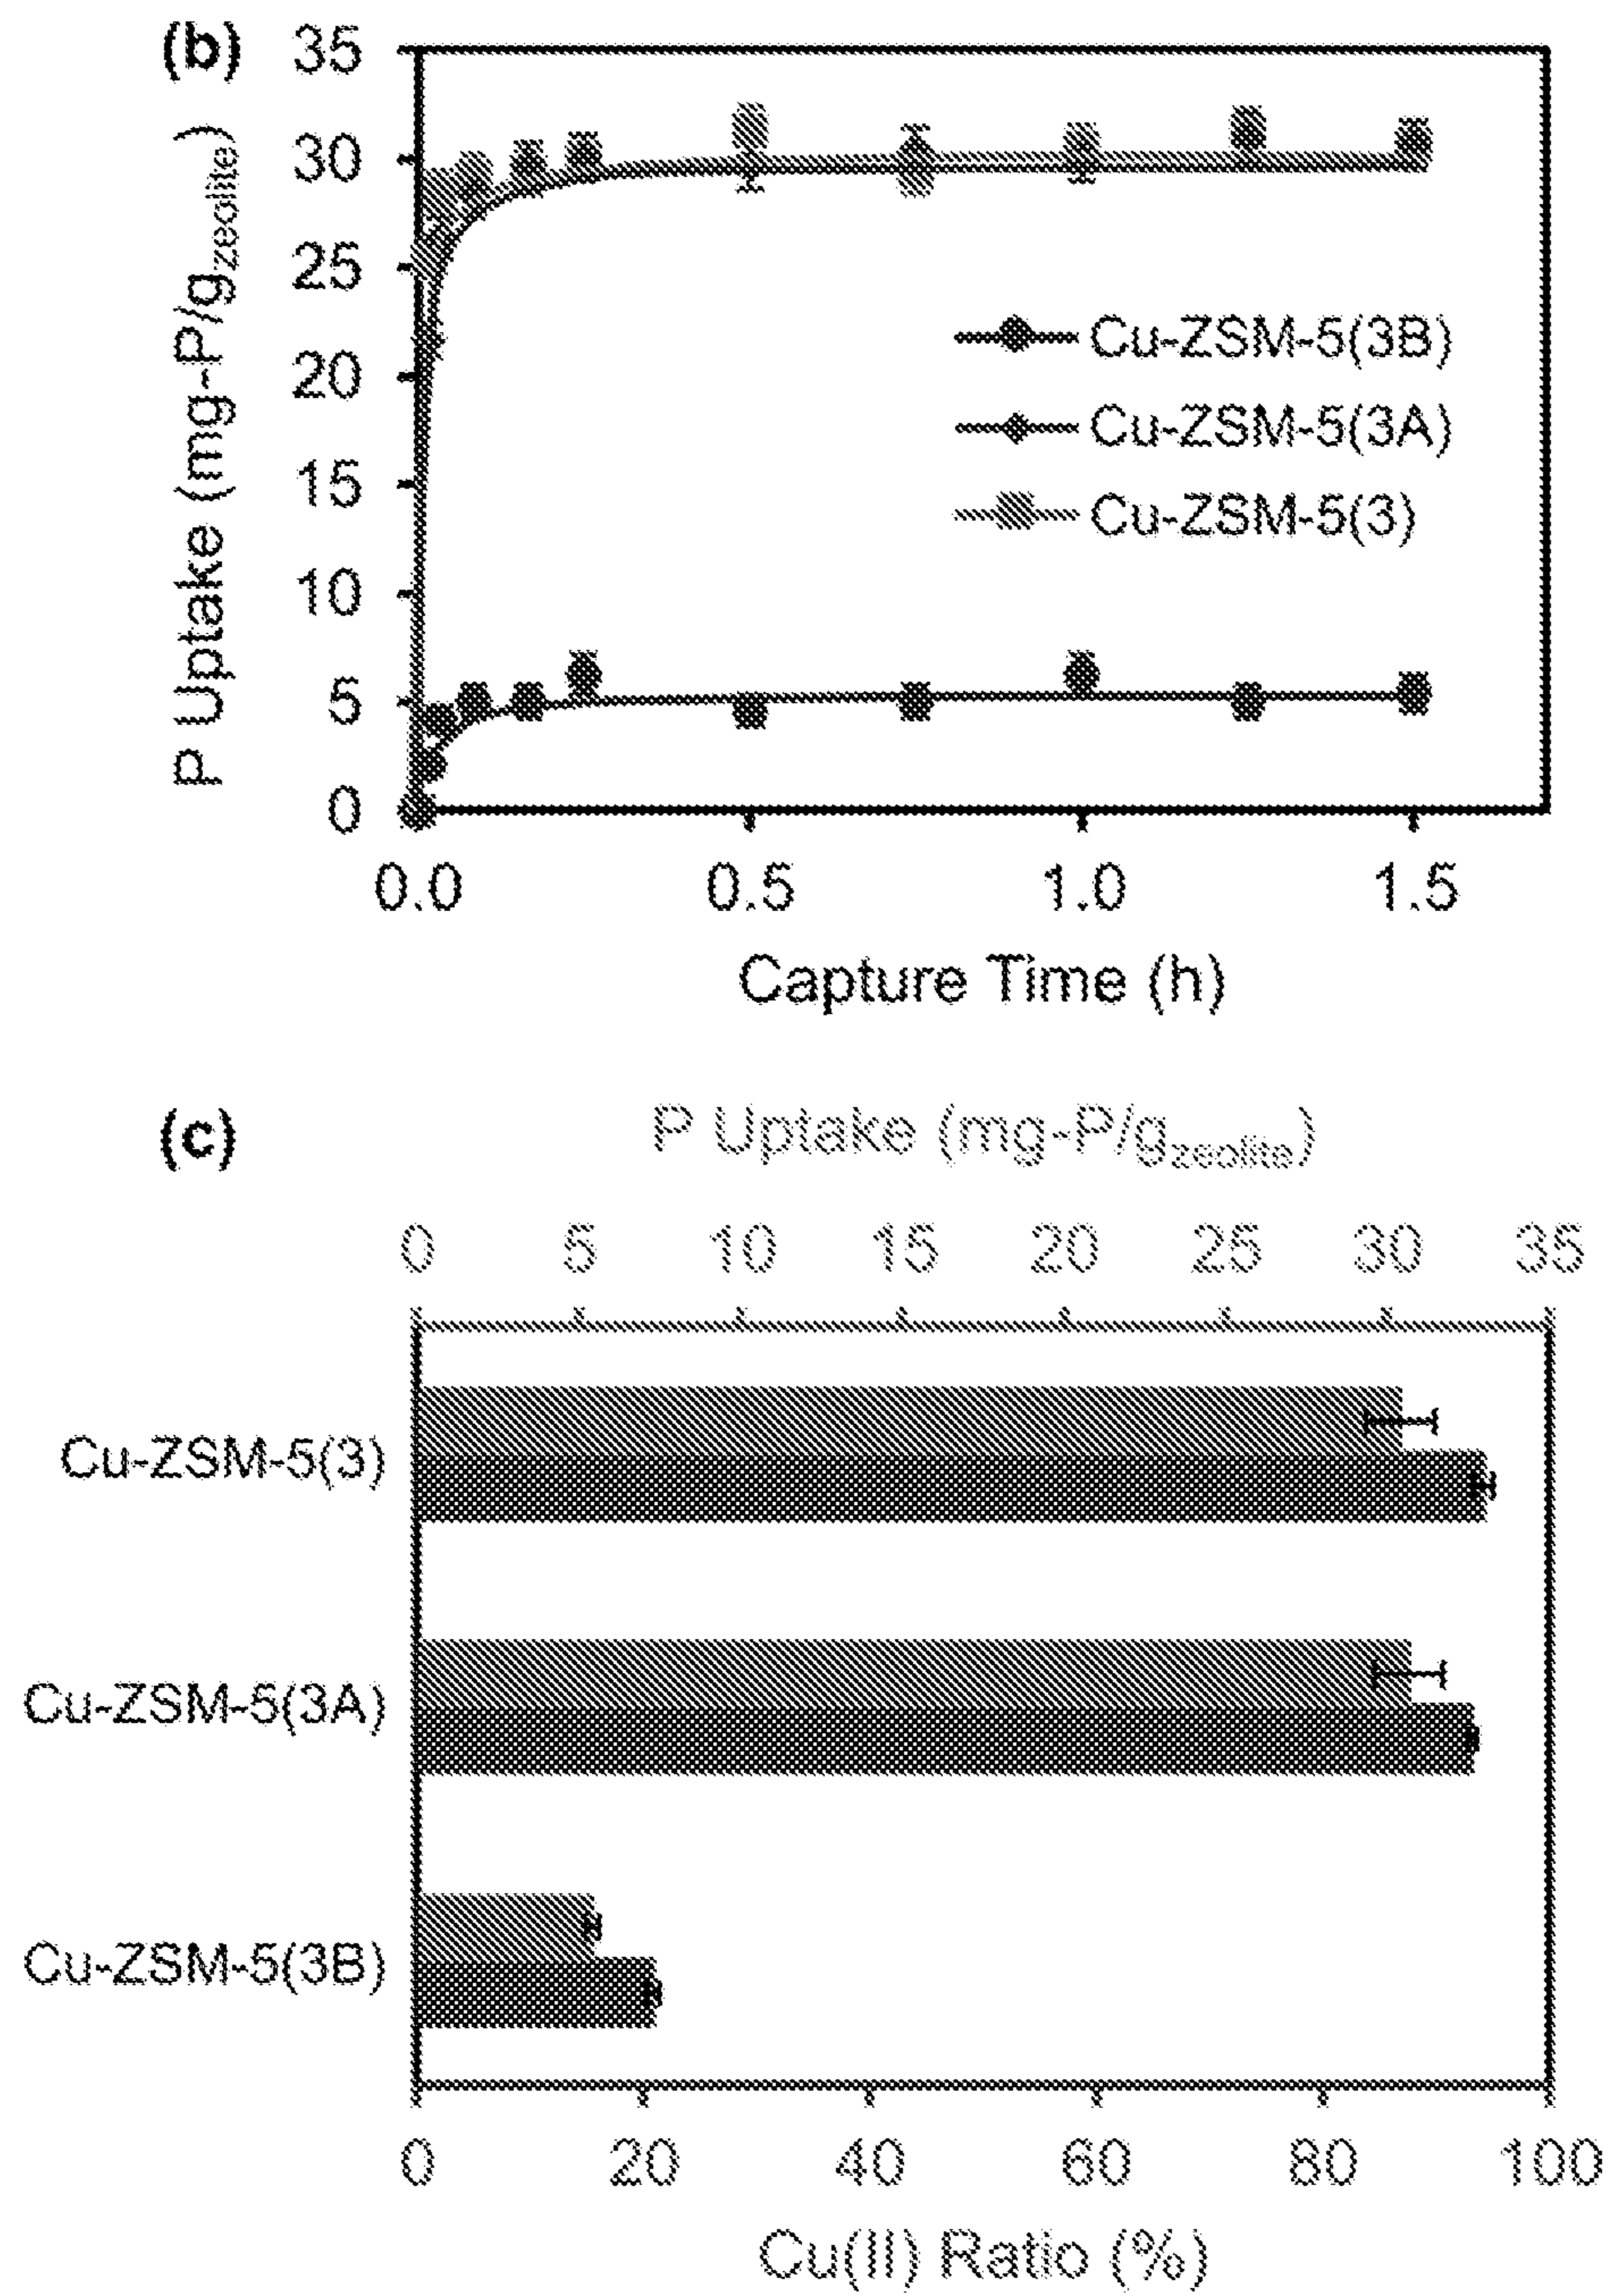 (b)
P Uptake (mg-P/gzeolite)
35
30
25
20
15
10
5
0
Cu-ZSM-5(3B)
Cu-ZSM-5(3A)
Cu-ZSM-5(3)
0.0 0.5 1.0 1.5
Capture Time (h)
(c)
P Uptake (mg-P/gzeolite)
0 5 10 15 20 25 30 35
Cu-ZSM-5(3)
Cu-ZSM-5(3A)
Cu-ZSM-5(3B)
0 20 40 60 80 100
Cu(II) Ratio (%)